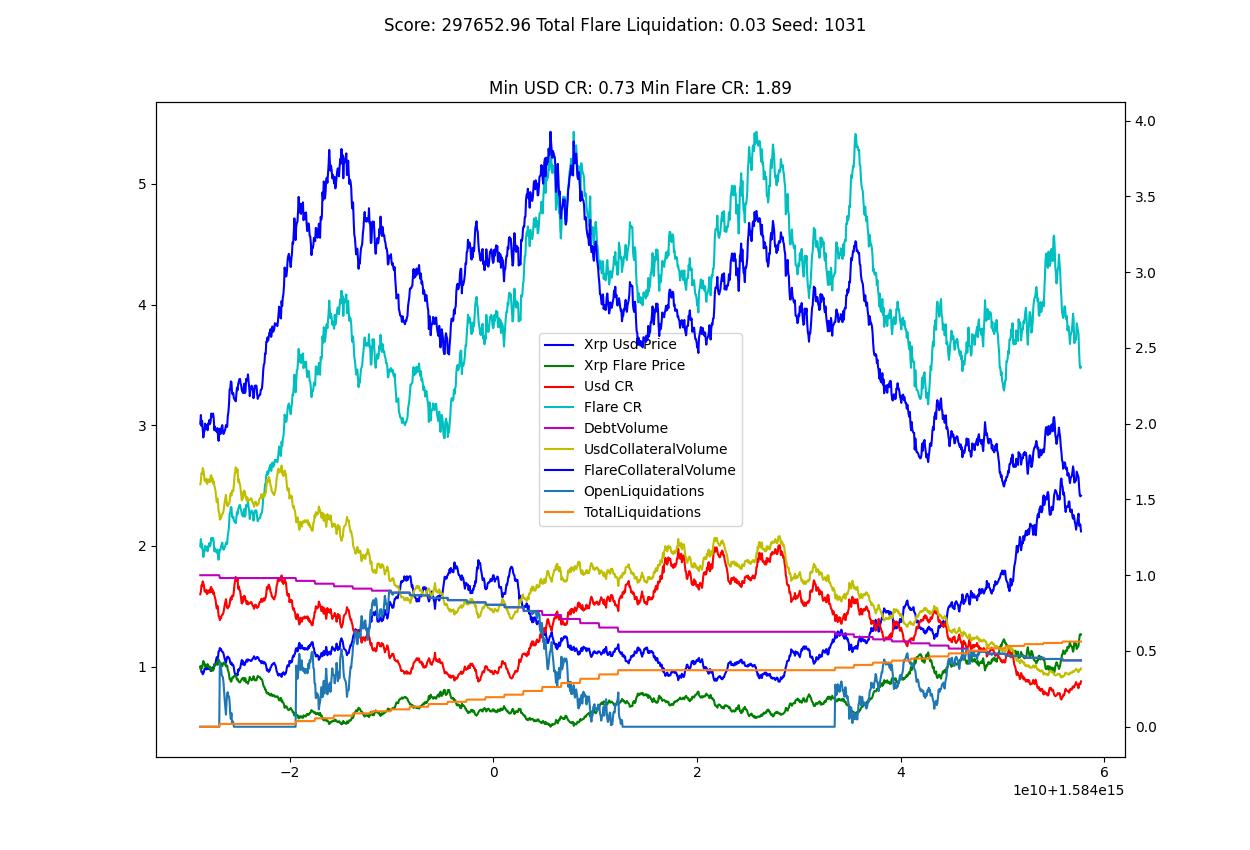 Score: 297652.96 Total Flare Liquidation: 0.03 Seed: 1031
Min USD CR: 0.73 Min Flare CR: 1.89
5
4
3
2
1
4.0
3.5
3.0
2.5
2.0
1.5
1.0
0.5
0.0
Xrp Usd Price
Xrp Flare Price
Usd CR
Flare CR
DebtVolume
UsdCollateralVolume
FlareCollateralVolume
OpenLiquidations
TotalLiquidations
−2 0 2 4 6
1e10+1.584e15